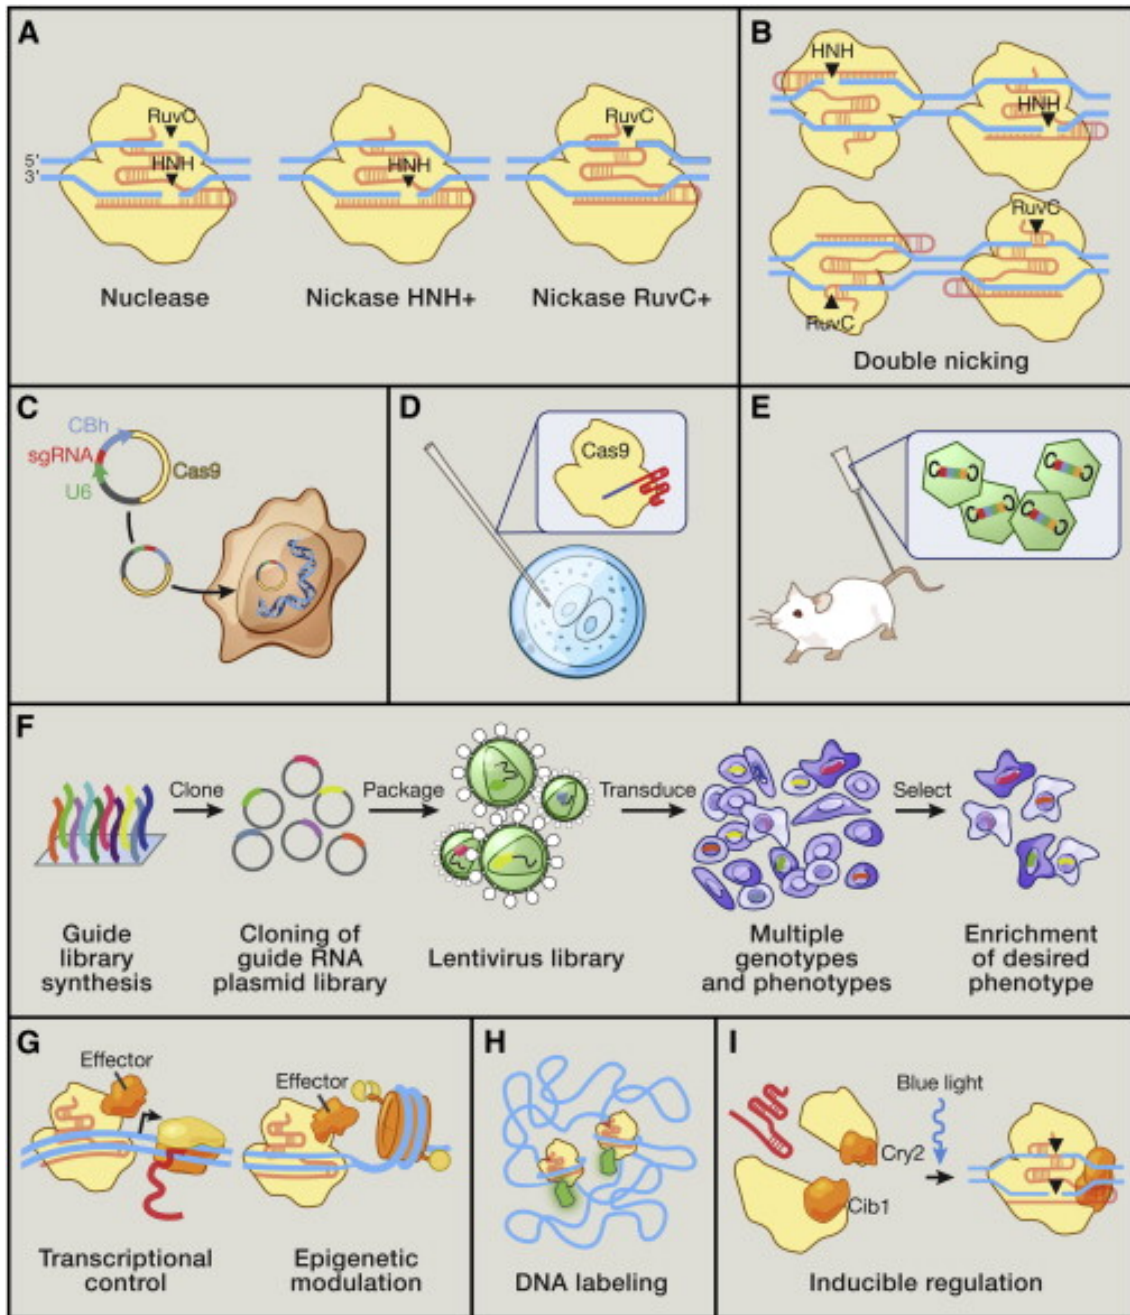 A
RuvC
HNH
5'
3'
Nuclease
HNH
Nickase HNH+
RuvC
Nickase RuvC+
B
HNH
HNH
RuvC
RuvC
Double nicking
C
CBh
sgRNA
Cas9
U6
D
Cas9
E
F
Clone
Package
Transduce
Select
Guide
library
synthesis
Cloning of
guide RNA
plasmid library
Lentivirus library
Multiple
genotypes
and phenotypes
Enrichment
of desired
phenotype
G
Effector
Transcriptional
control
Effector
Epigenetic
modulation
H
DNA labeling
I
Blue light
Cry2
Cib1
Inducible regulation